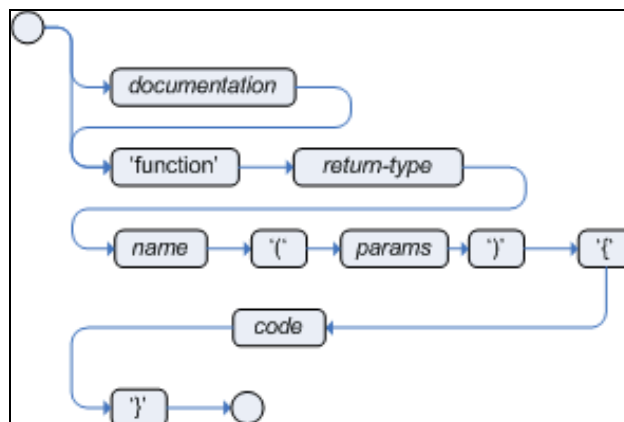 documentation
'function' return-type
name '(' params ')' '{'
code
'}'